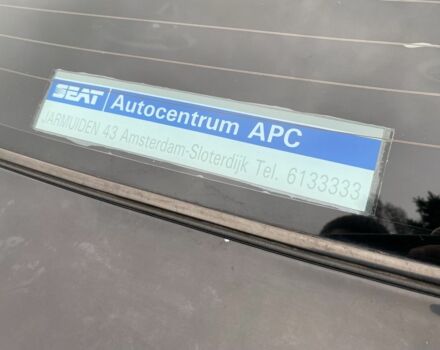 SEAT Autocentrum APC
JARMUIDEN 43 Amsterdam-Sloterdijk Tel. 6133333